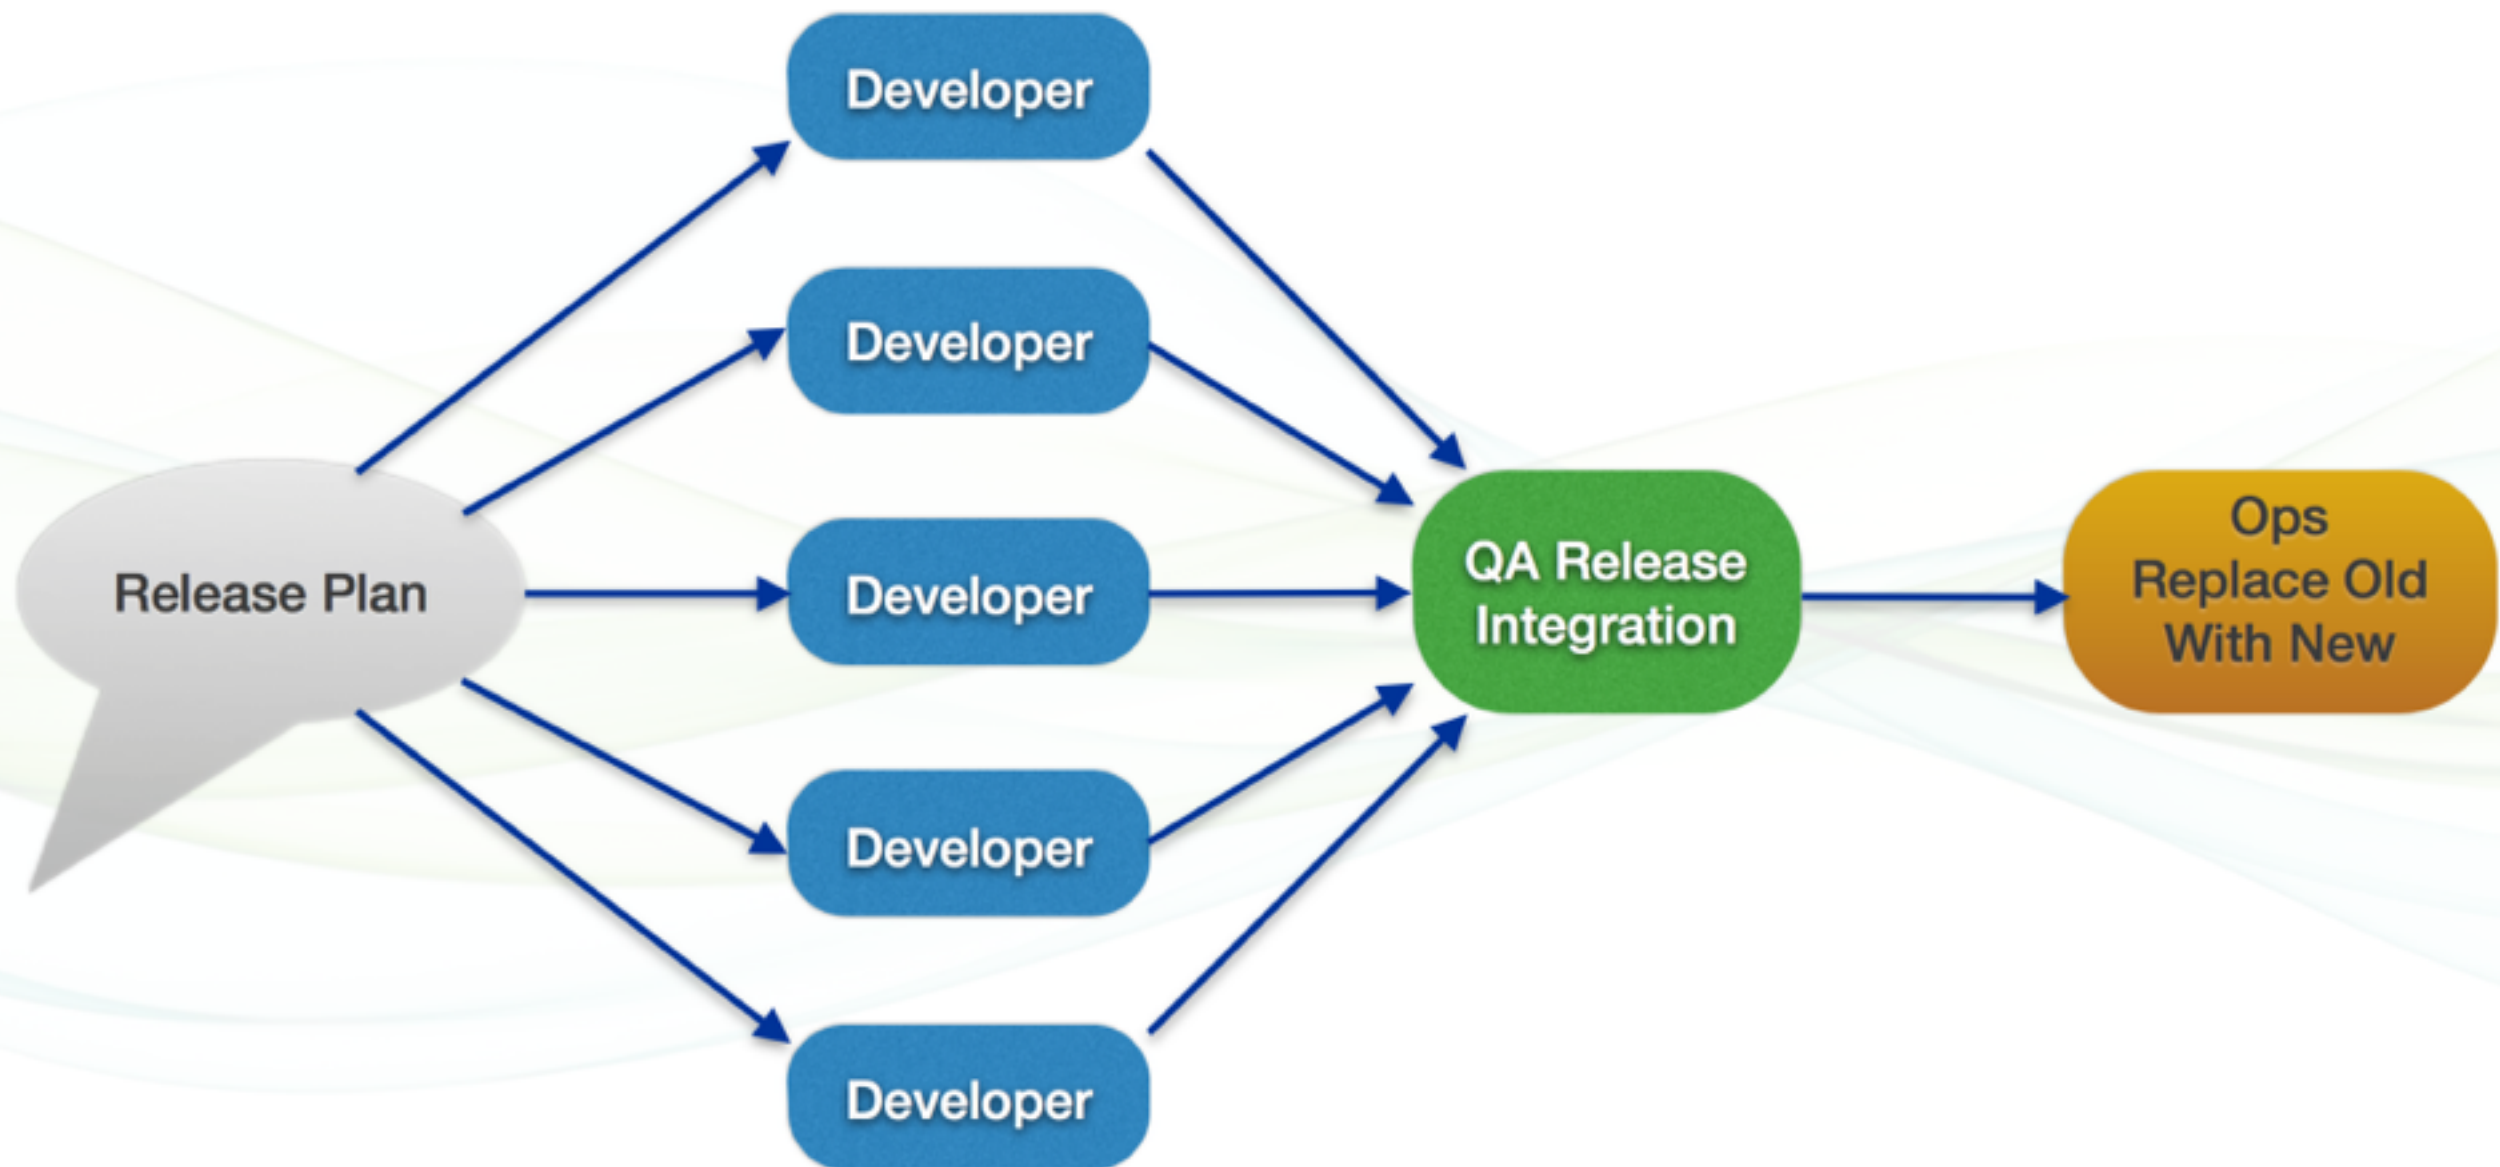 Developer
Developer
Release Plan
Developer
QA Release
Integration
Ops
Replace Old
With New
Developer
Developer